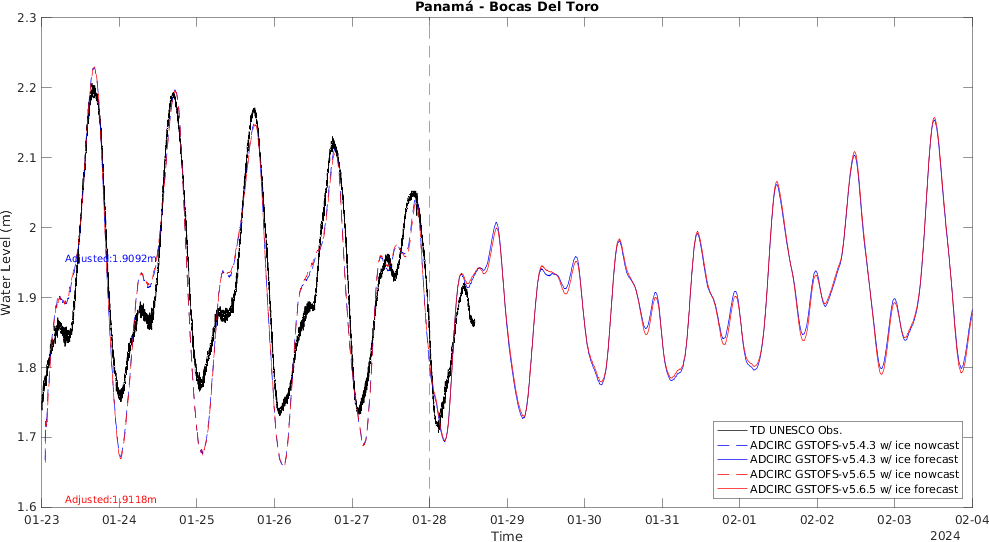 Panamá - Bocas Del Toro
2.3
2.2
2.1
2
1.9
1.8
1.7
1.6
Water Level (m)
Adjusted:1.9092m
Adjusted:1.9118m
TD UNESCO Obs.
ADCIRC GSTOFS-v5.4.3 w/ ice nowcast
ADCIRC GSTOFS-v5.4.3 w/ ice forecast
ADCIRC GSTOFS-v5.6.5 w/ ice nowcast
ADCIRC GSTOFS-v5.6.5 w/ ice forecast
01-23 01-24 01-25 01-26 01-27 01-28 01-29 01-30 01-31 02-01 02-02 02-03 02-04
Time
2024